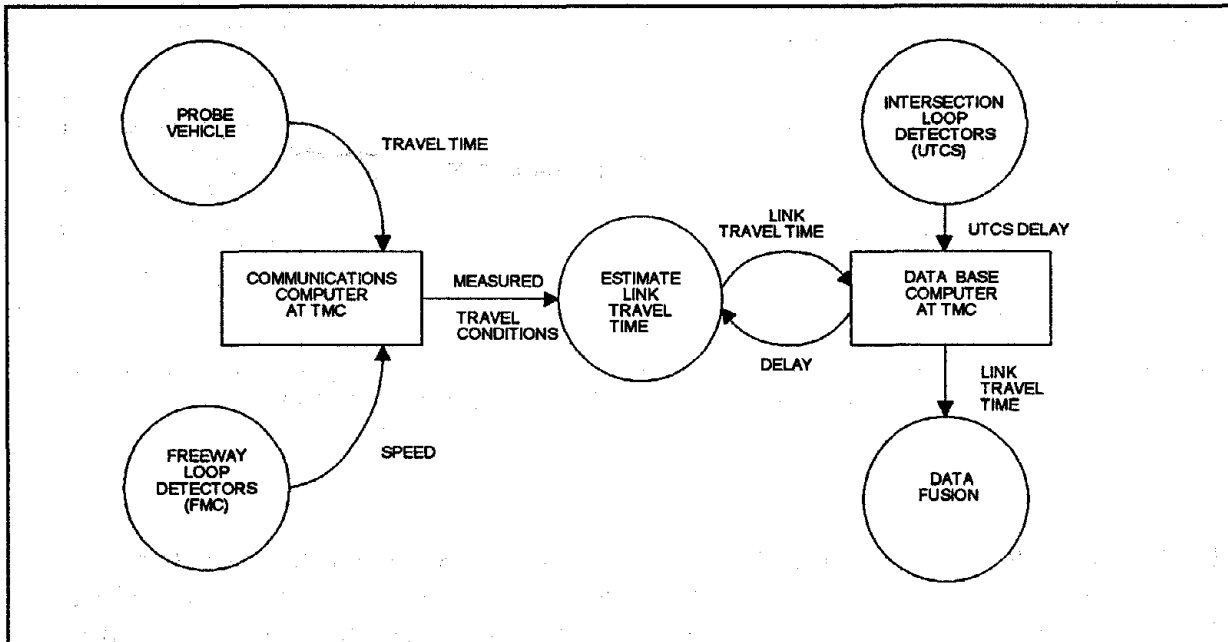 PROBE
VEHICLE
TRAVEL TIME
INTERSECTION
LOOP
DETECTORS
(UTCS)
UTCS DELAY
COMMUNICATIONS
COMPUTER
AT TMC
MEASURED
TRAVEL
CONDITIONS
ESTIMATE
LINK
TRAVEL
TIME
LINK
TRAVEL TIME
DELAY
DATA BASE
COMPUTER
AT TMC
LINK
TRAVEL
TIME
FREEWAY
LOOP
DETECTORS
(FMC)
SPEED
DATA
FUSION